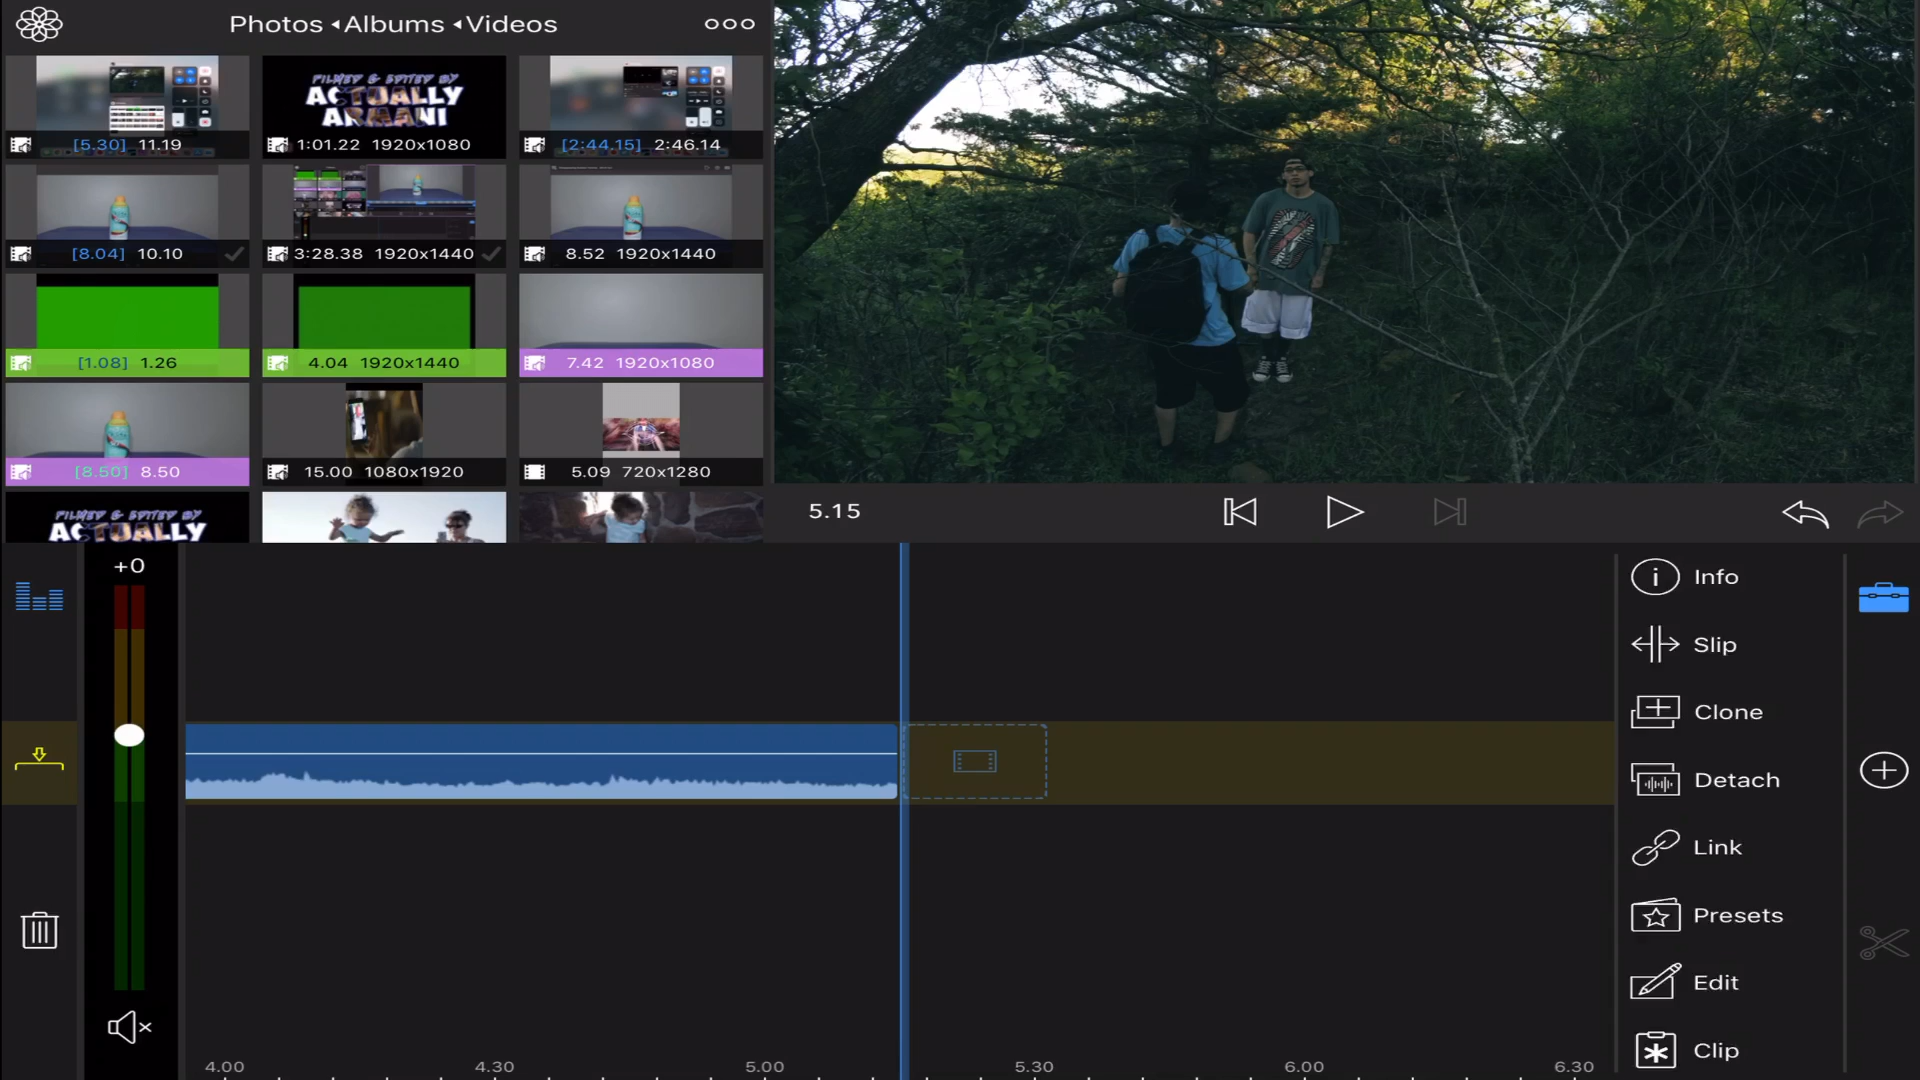 Photos ◂Albums ◂Videos
[5.30] 11.19
FILMED & EDITED BY
ACTUALLY
ARMANI
1:01.22 1920x1080
[2:44.15] 2:46.14
[8.04] 10.10
3:28.38 1920x1440
8.52 1920x1440
[1.08] 1.26
4.04 1920x1440
7.42 1920x1080
[8.50] 8.50
15.00 1080x1920
5.09 720x1280
FILMED & EDITED BY
ACTUALLY
5.15
+0
Info
Slip
Clone
Detach
Link
Presets
Edit
Clip
4.00 4.30 5.00 5.30 6.00 6.30